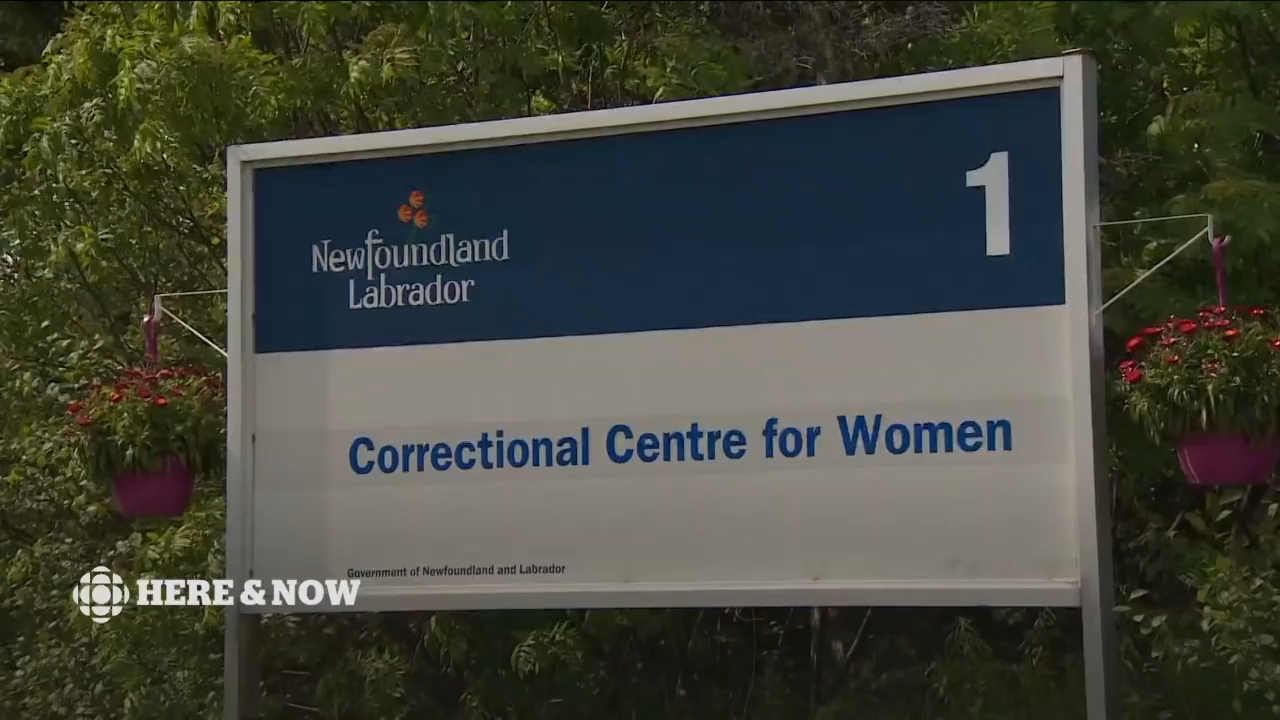 1
Newfoundland
Labrador
Correctional Centre for Women
Government of Newfoundland and Labrador
HERE & NOW